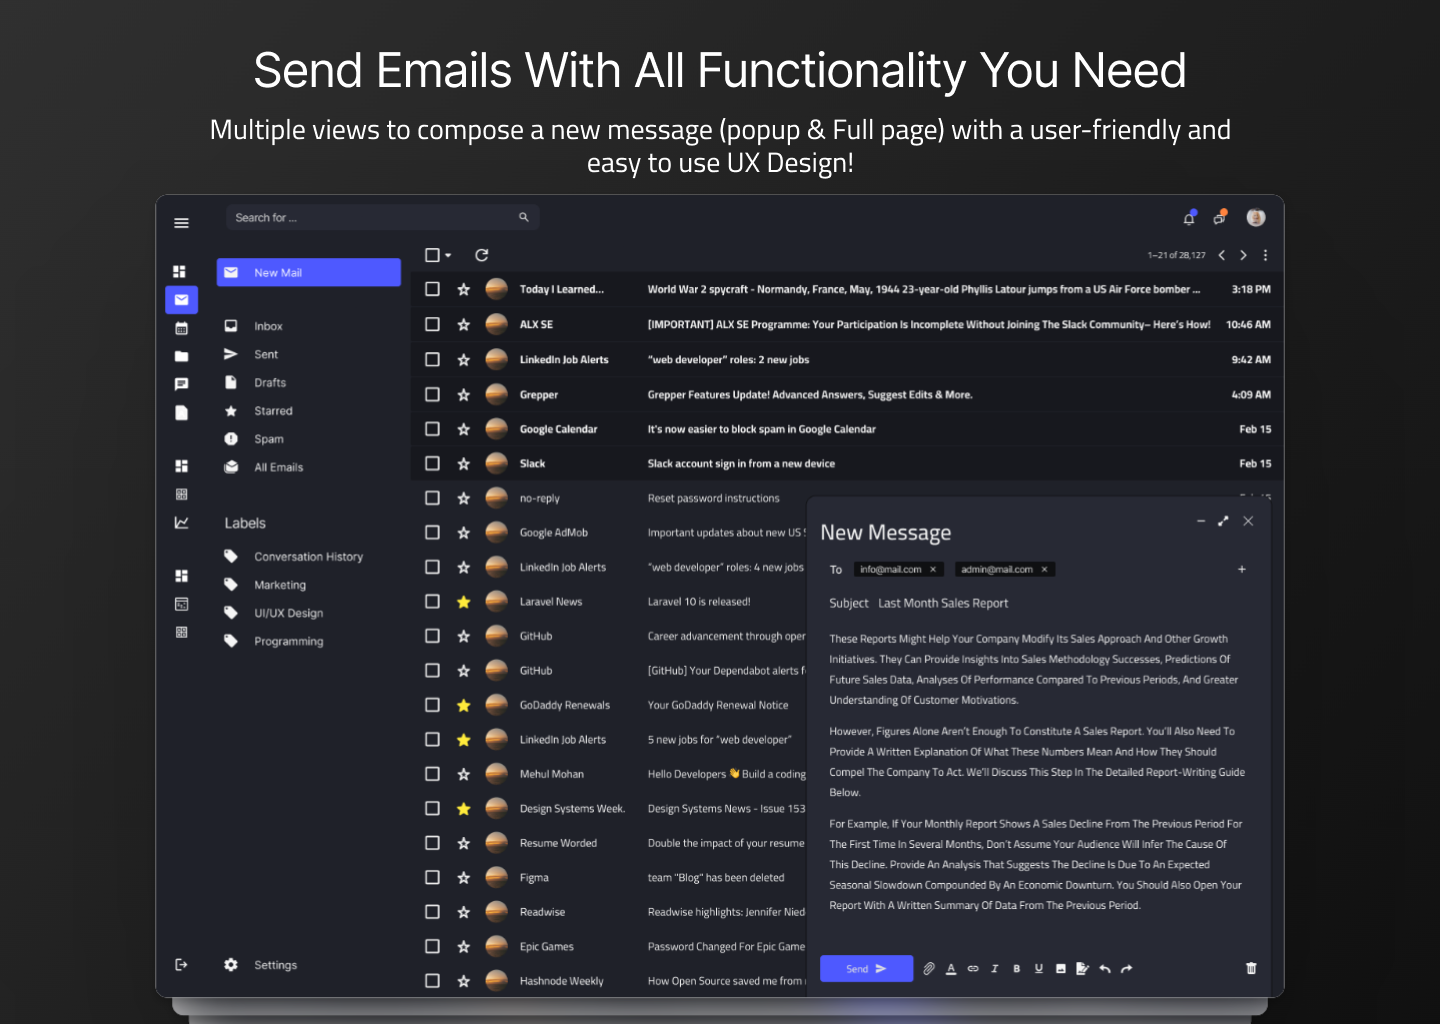 Send Emails With All Functionality You Need
Multiple views to compose a new message (popup & Full page) with a user-friendly and
easy to use UX Design!
Search for ...
New Mail
Inbox
Sent
Drafts
Starred
Spam
All Emails
Labels
Conversation History
Marketing
UI/UX Design
Programming
Settings
1–21 of 28,127
Today I Learned... World War 2 spycraft - Normandy, France, May, 1944 23-year-old Phyllis Latour jumps from a US Air Force bomber ... 3:18 PM
ALX SE [IMPORTANT] ALX SE Programme: Your Participation Is Incomplete Without Joining The Slack Community– Here's How! 10:46 AM
LinkedIn Job Alerts "web developer" roles: 2 new jobs 9:42 AM
Grepper Grepper Features Update! Advanced Answers, Suggest Edits & More. 4:09 AM
Google Calendar It's now easier to block spam in Google Calendar Feb 15
Slack Slack account sign in from a new device Feb 15
no-reply Reset password instructions
Google AdMob Important updates about new US
LinkedIn Job Alerts "web developer" roles: 4 new jobs
Laravel News Laravel 10 is released!
GitHub Career advancement through oper
GitHub [GitHub] Your Dependabot alerts f
GoDaddy Renewals Your GoDaddy Renewal Notice
LinkedIn Job Alerts 5 new jobs for "web developer"
Mehul Mohan Hello Developers 👋 Build a coding
Design Systems Week. Design Systems News - Issue 153
Resume Worded Double the impact of your resume
Figma team "Blog" has been deleted
Readwise Readwise highlights: Jennifer Nied
Epic Games Password Changed For Epic Game
Hashnode Weekly How Open Source saved me from
New Message
To info@mail.com × admin@mail.com × +
Subject Last Month Sales Report
These Reports Might Help Your Company Modify Its Sales Approach And Other Growth
Initiatives. They Can Provide Insights Into Sales Methodology Successes, Predictions Of
Future Sales Data, Analyses Of Performance Compared To Previous Periods, And Greater
Understanding Of Customer Motivations.
However, Figures Alone Aren't Enough To Constitute A Sales Report. You'll Also Need To
Provide A Written Explanation Of What These Numbers Mean And How They Should
Compel The Company To Act. We'll Discuss This Step In The Detailed Report-Writing Guide
Below.
For Example, If Your Monthly Report Shows A Sales Decline From The Previous Period For
The First Time In Several Months, Don't Assume Your Audience Will Infer The Cause Of
This Decline. Provide An Analysis That Suggests The Decline Is Due To An Expected
Seasonal Slowdown Compounded By An Economic Downturn. You Should Also Open Your
Report With A Written Summary Of Data From The Previous Period.
Send A I B U